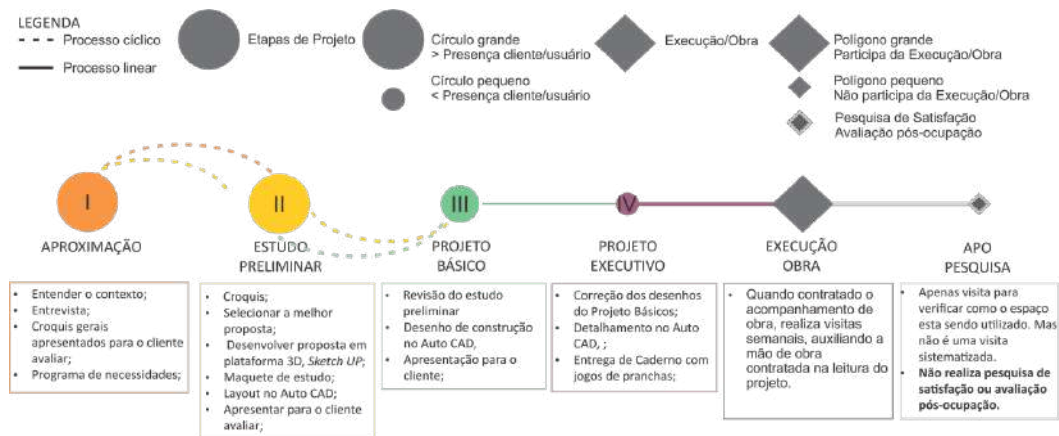 LEGENDA
Processo cíclico
Processo linear
Etapas de Projeto
Círculo grande
> Presença cliente/usuário
Círculo pequeno
< Presença cliente/usuário
Execução/Obra
Polígono grande
Participa da Execução/Obra
Polígono pequeno
Não participa da Execução/Obra
Pesquisa de Satisfação
Avaliação pós-ocupação
I
II
III
IV
APROXIMAÇÃO
ESTUDO
PRELIMINAR
PROJETO
BÁSICO
PROJETO
EXECUTIVO
EXECUÇÃO
OBRA
APO
PESQUISA
• Entender o contexto;
• Entrevista;
• Croquis gerais
apresentados para o cliente
avaliar;
• Programa de necessidades;
• Croquis;
• Selecionar a melhor
proposta;
• Desenvolver proposta em
plataforma 3D, Sketch UP;
• Maquete de estudo;
• Layout no Auto CAD;
• Apresentar para o cliente
avaliar;
• Revisão do estudo
preliminar
• Desenho de construção
no Auto CAD,
• Apresentação para o
cliente;
• Correção dos desenhos
do Projeto Básicos;
• Detalhamento no Auto
CAD, ;
• Entrega de Caderno com
jogos de pranchas;
• Quando contratado o
acompanhamento de
obra, realiza visitas
semanais, auxiliando a
mão de obra
contratada na leitura do
projeto.
• Apenas visita para
verificar como o espaço
esta sendo utilizado. Mas
não é uma visita
sistematizada.
• Não realiza pesquisa de
satisfação ou avaliação
pós-ocupação.